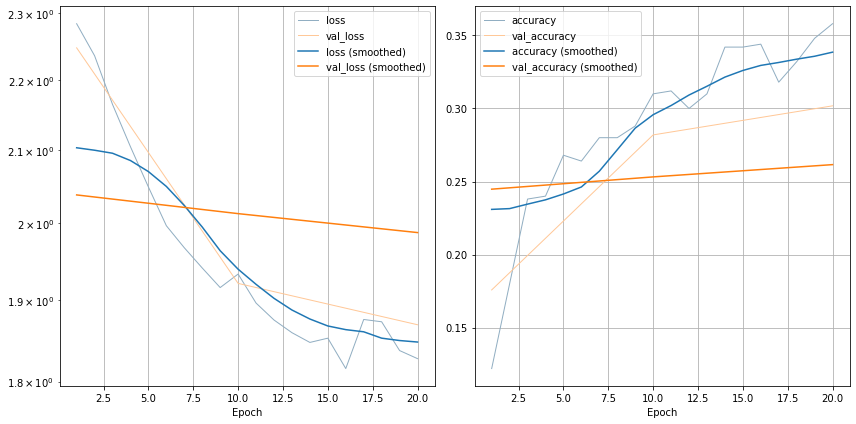 2.3 × 10⁰
2.2 × 10⁰
2.1 × 10⁰
2 × 10⁰
1.9 × 10⁰
1.8 × 10⁰
loss
val_loss
loss (smoothed)
val_loss (smoothed)
2.5 5.0 7.5 10.0 12.5 15.0 17.5 20.0
Epoch
0.35
0.30
0.25
0.20
0.15
accuracy
val_accuracy
accuracy (smoothed)
val_accuracy (smoothed)
2.5 5.0 7.5 10.0 12.5 15.0 17.5 20.0
Epoch